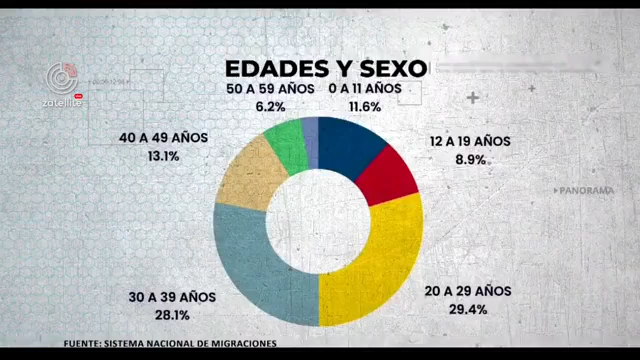 EDADES Y SEXO
50 A 59 AÑOS
6.2%
0 A 11 AÑOS
11.6%
zatellite
40 A 49 AÑOS
13.1%
12 A 19 AÑOS
8.9%
PANORAMA
30 A 39 AÑOS
28.1%
20 A 29 AÑOS
29.4%
FUENTE: SISTEMA NACIONAL DE MIGRACIONES